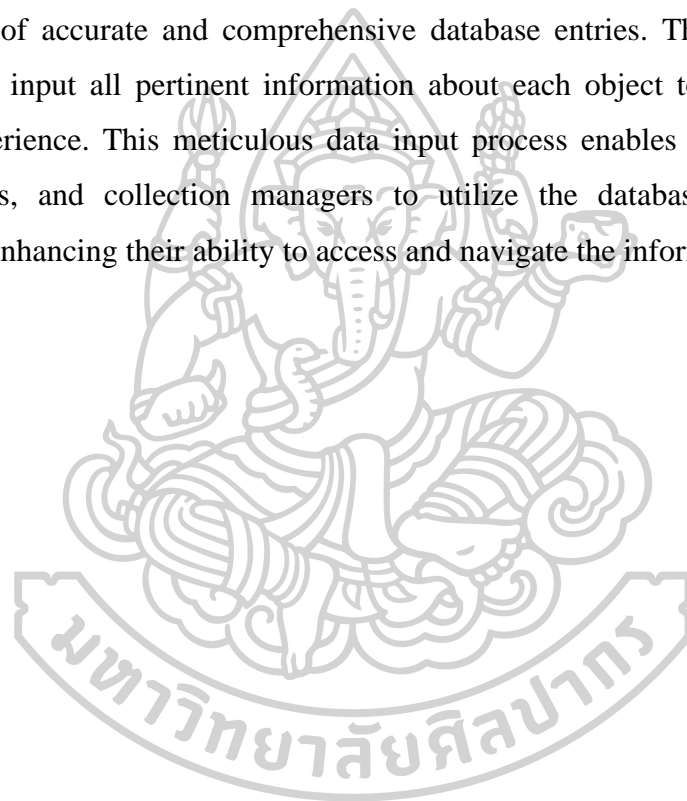 of accurate and comprehensive database entries. Th
input all pertinent information about each object t
erience. This meticulous data input process enables
s, and collection managers to utilize the databas
nhancing their ability to access and navigate the infor
มหาวิทยาลัยศิลปากร